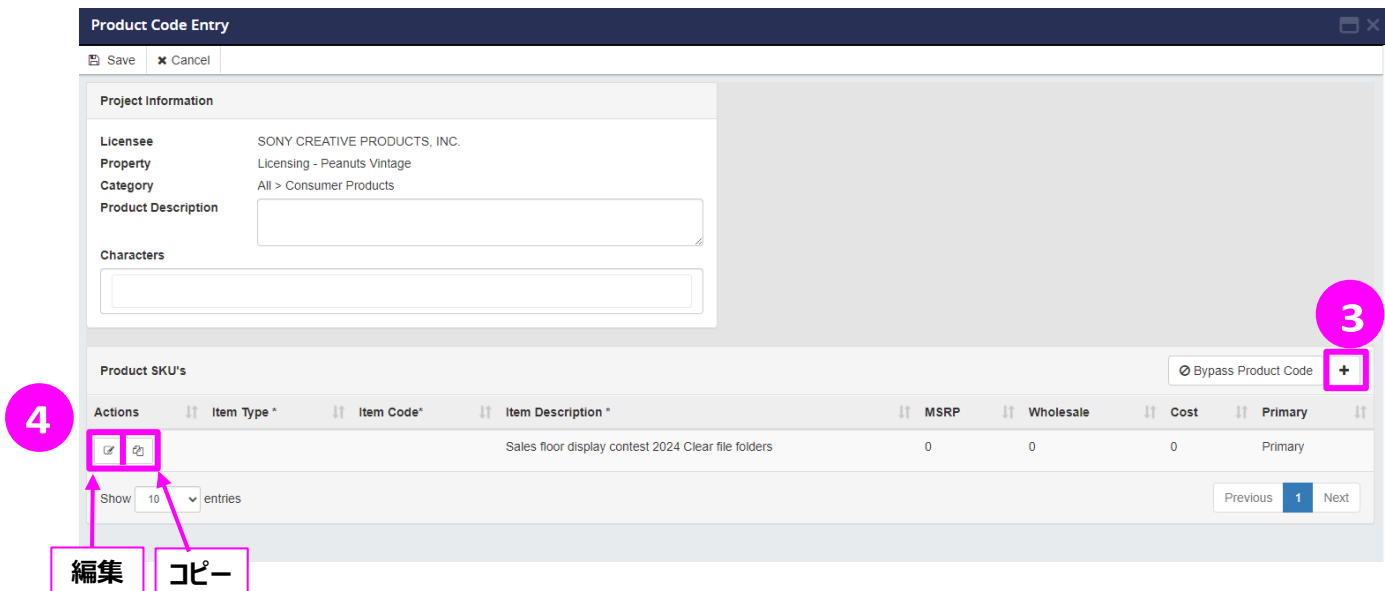 Product Code Entry
Save Cancel
Project Information
Licensee SONY CREATIVE PRODUCTS, INC.
Property Licensing - Peanuts Vintage
Category All > Consumer Products
Product Description
Characters
3
Product SKU's Bypass Product Code +
4
Actions Item Type * Item Code* Item Description * MSRP Wholesale Cost Primary
Sales floor display contest 2024 Clear file folders 0 0 0 Primary
Show 10 entries Previous 1 Next
編集 コピー